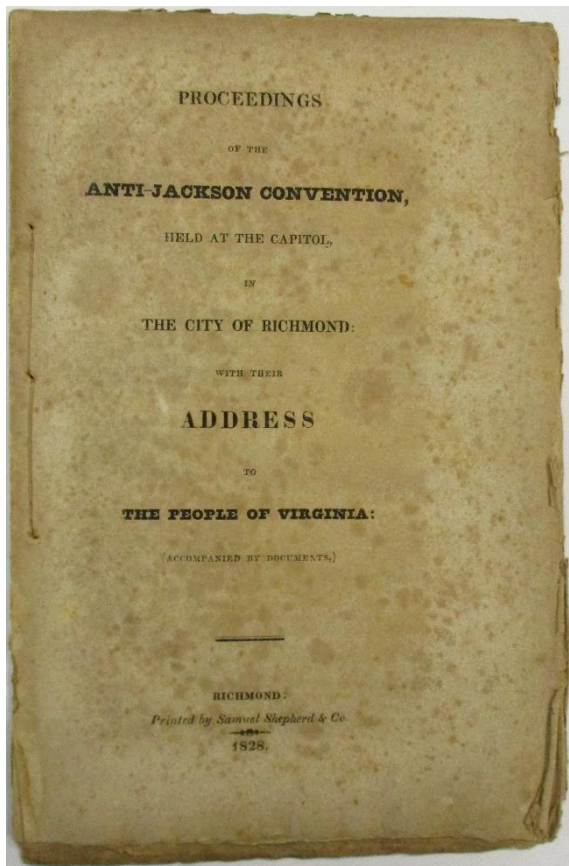 PROCEEDINGS
OF THE
ANTI-JACKSON CONVENTION,
HELD AT THE CAPITOL,
IN
THE CITY OF RICHMOND:
WITH THEIR
ADDRESS
TO
THE PEOPLE OF VIRGINIA:
(ACCOMPANIED BY DOCUMENTS.)
RICHMOND:
Printed by Samuel Shepherd & Co.
1828.